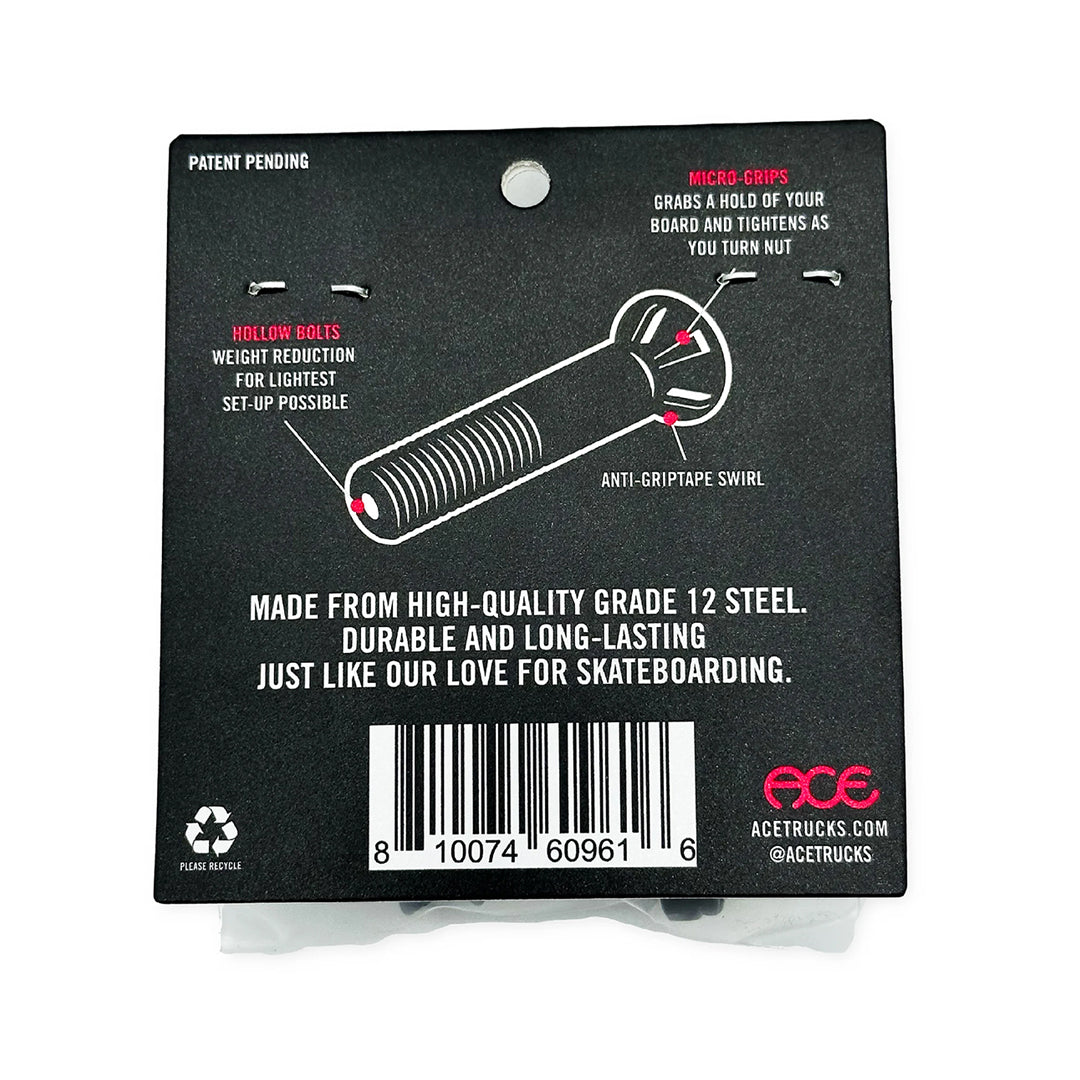 PATENT PENDING
MICRO-GRIPS
GRABS A HOLD OF YOUR
BOARD AND TIGHTENS AS
YOU TURN NUT
HOLLOW BOLTS
WEIGHT REDUCTION
FOR LIGHTEST
SET-UP POSSIBLE
ANTI-GRIPTAPE SWIRL
MADE FROM HIGH-QUALITY GRADE 12 STEEL.
DURABLE AND LONG-LASTING
JUST LIKE OUR LOVE FOR SKATEBOARDING.
8 10074 60961 6
PLEASE RECYCLE
ACE
ACETRUCKS.COM
@ACETRUCKS